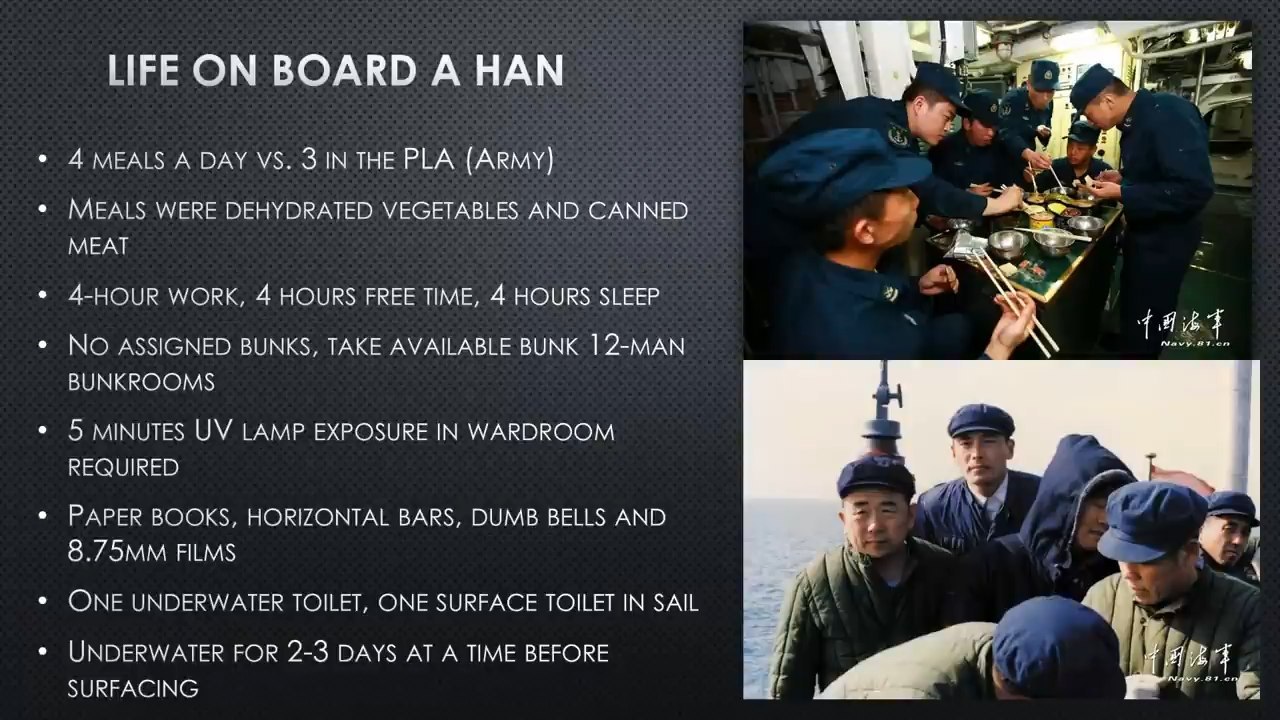 LIFE ON BOARD A HAN
• 4 MEALS A DAY VS. 3 IN THE PLA (ARMY)
• MEALS WERE DEHYDRATED VEGETABLES AND CANNED
MEAT
• 4-HOUR WORK, 4 HOURS FREE TIME, 4 HOURS SLEEP
• NO ASSIGNED BUNKS, TAKE AVAILABLE BUNK 12-MAN
BUNKROOMS
• 5 MINUTES UV LAMP EXPOSURE IN WARDROOM
REQUIRED
• PAPER BOOKS, HORIZONTAL BARS, DUMB BELLS AND
8.75MM FILMS
• ONE UNDERWATER TOILET, ONE SURFACE TOILET IN SAIL
• UNDERWATER FOR 2-3 DAYS AT A TIME BEFORE
SURFACING
中国海军
Navy.81.cn
中国海军
Navy.81.cn